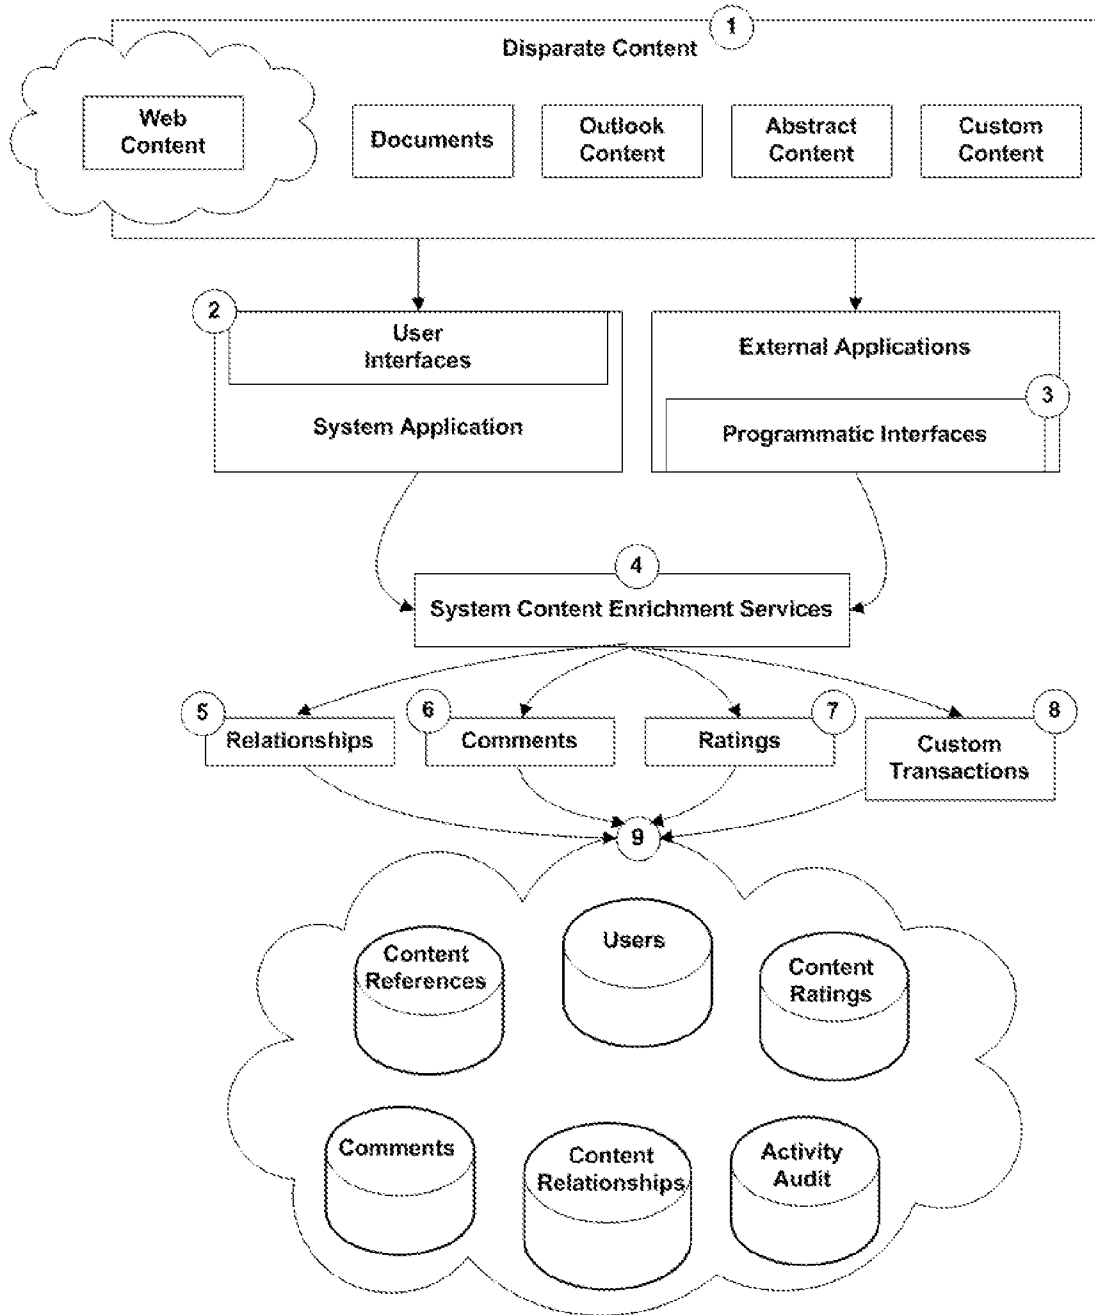 1
Disparate Content
Web
Content
Documents
Outlook
Content
Abstract
Content
Custom
Content
2
User
Interfaces
System Application
External Applications
3
Programmatic Interfaces
4
System Content Enrichment Services
5
Relationships
6
Comments
7
Ratings
8
Custom
Transactions
9
Content
References
Users
Content
Ratings
Comments
Content
Relationships
Activity
Audit